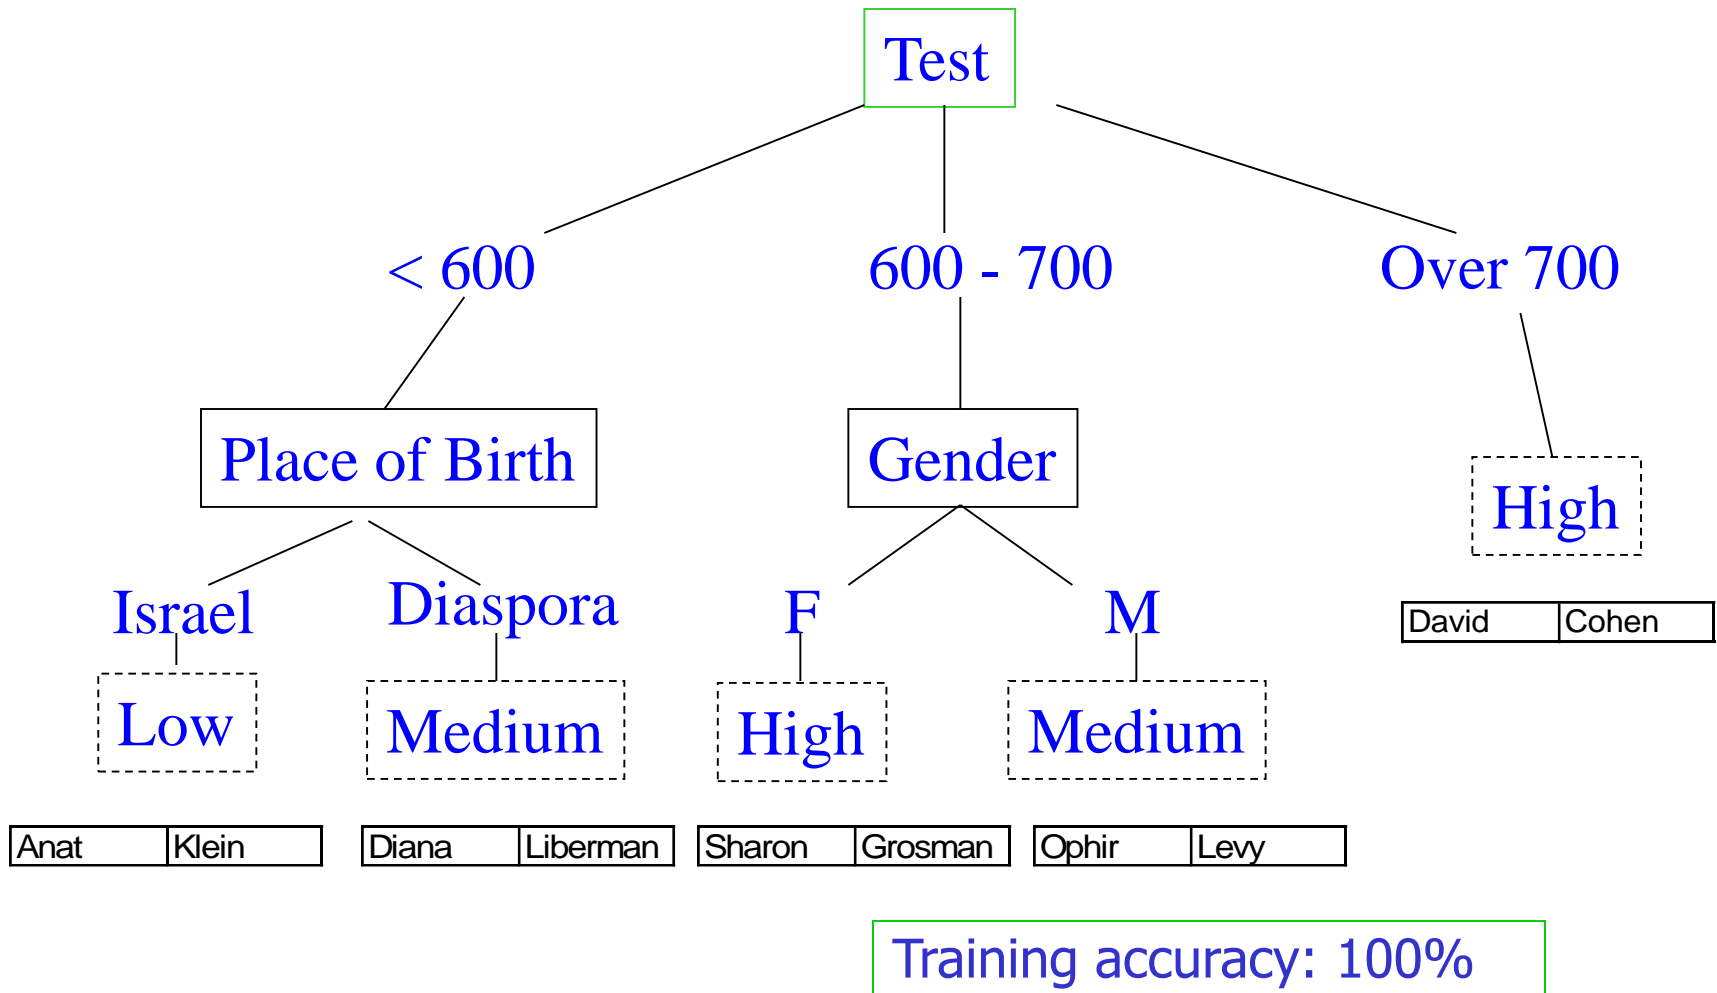 Test
< 600
600 - 700
Over 700
Place of Birth
Gender
High
Israel
Diaspora
F
M
David Cohen
Low
Medium
High
Medium
Anat Klein
Diana Liberman
Sharon Grosman
Ophir Levy
Training accuracy: 100%